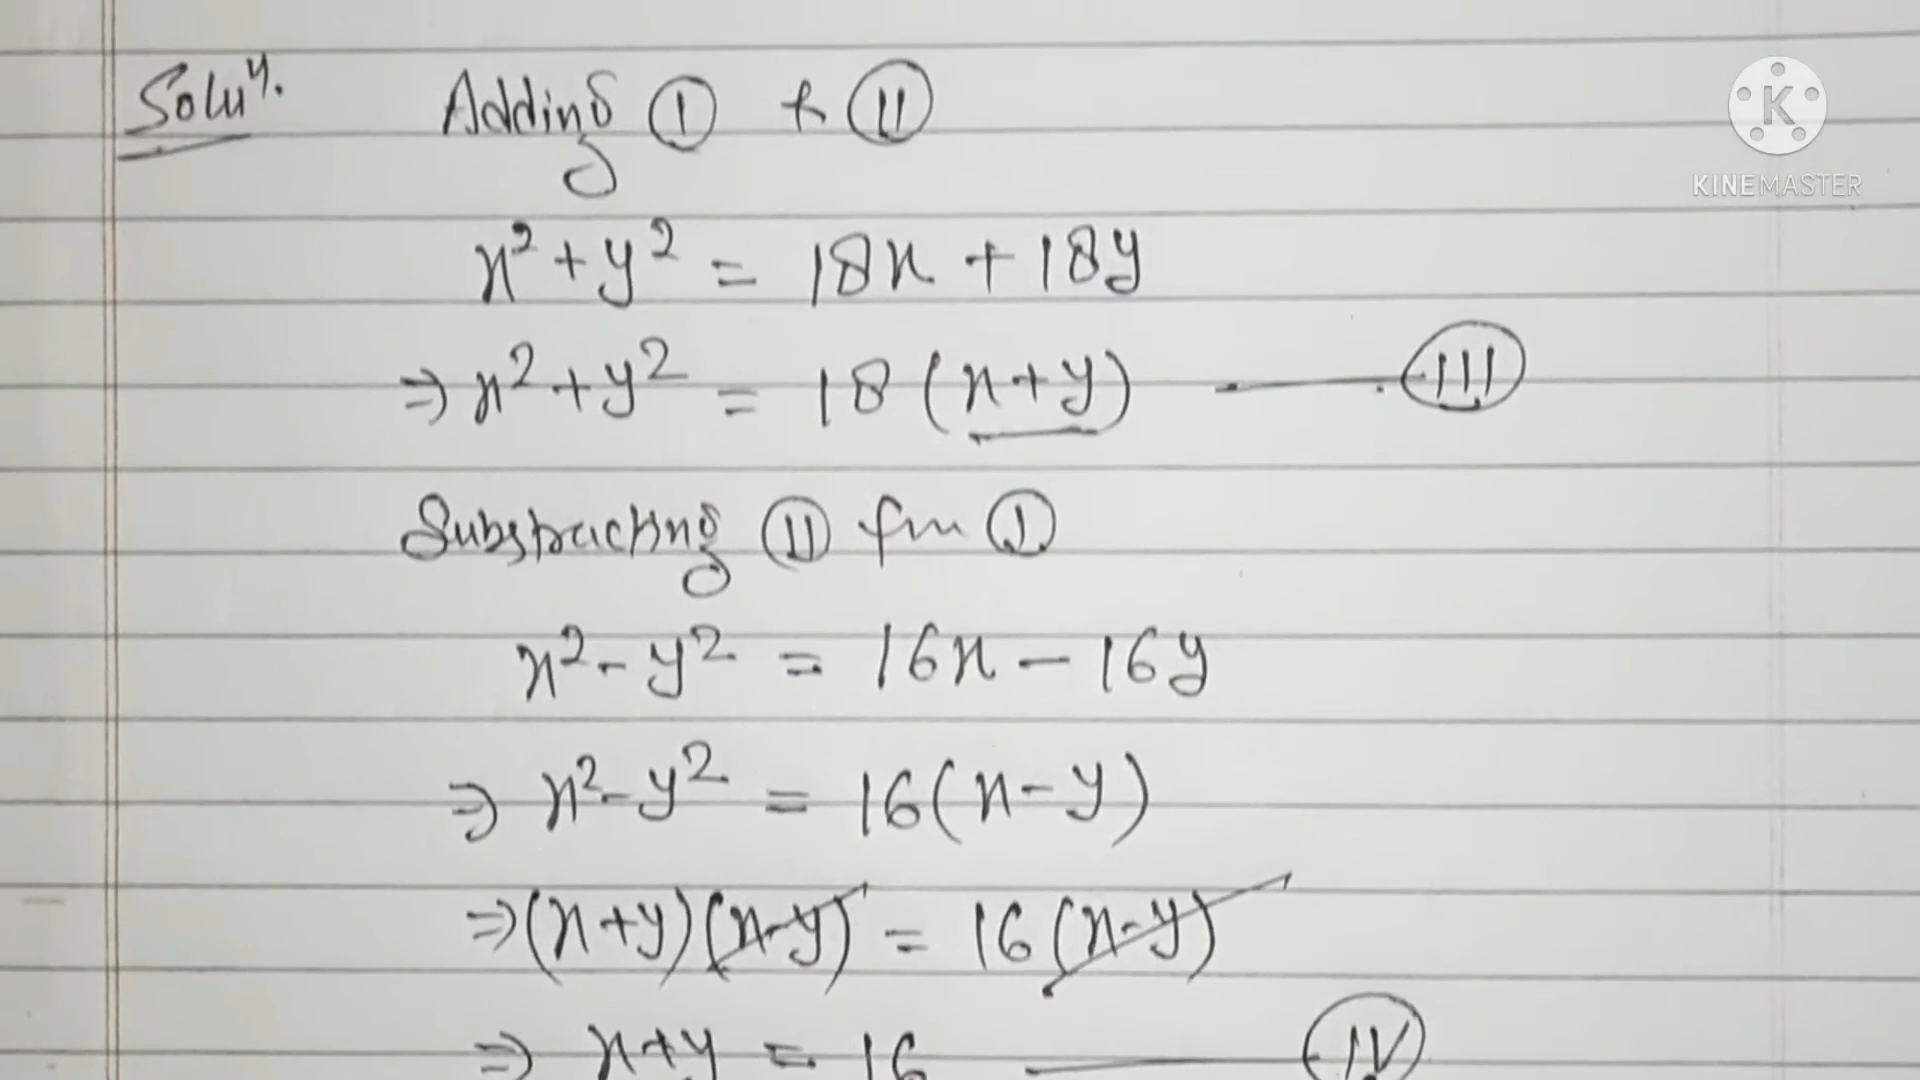 Soluⁿ. Adding (I) & (II)
x² + y² = 18x + 18y
⇒ x² + y² = 18 (x + y) —— (III)
Substracting (II) fm (I)
x² - y² = 16x - 16y
⇒ x² - y² = 16 (x - y)
⇒ (x + y) (x - y) = 16 (x - y)
⇒ x + y = 16 —— (IV)
K
KINEMASTER